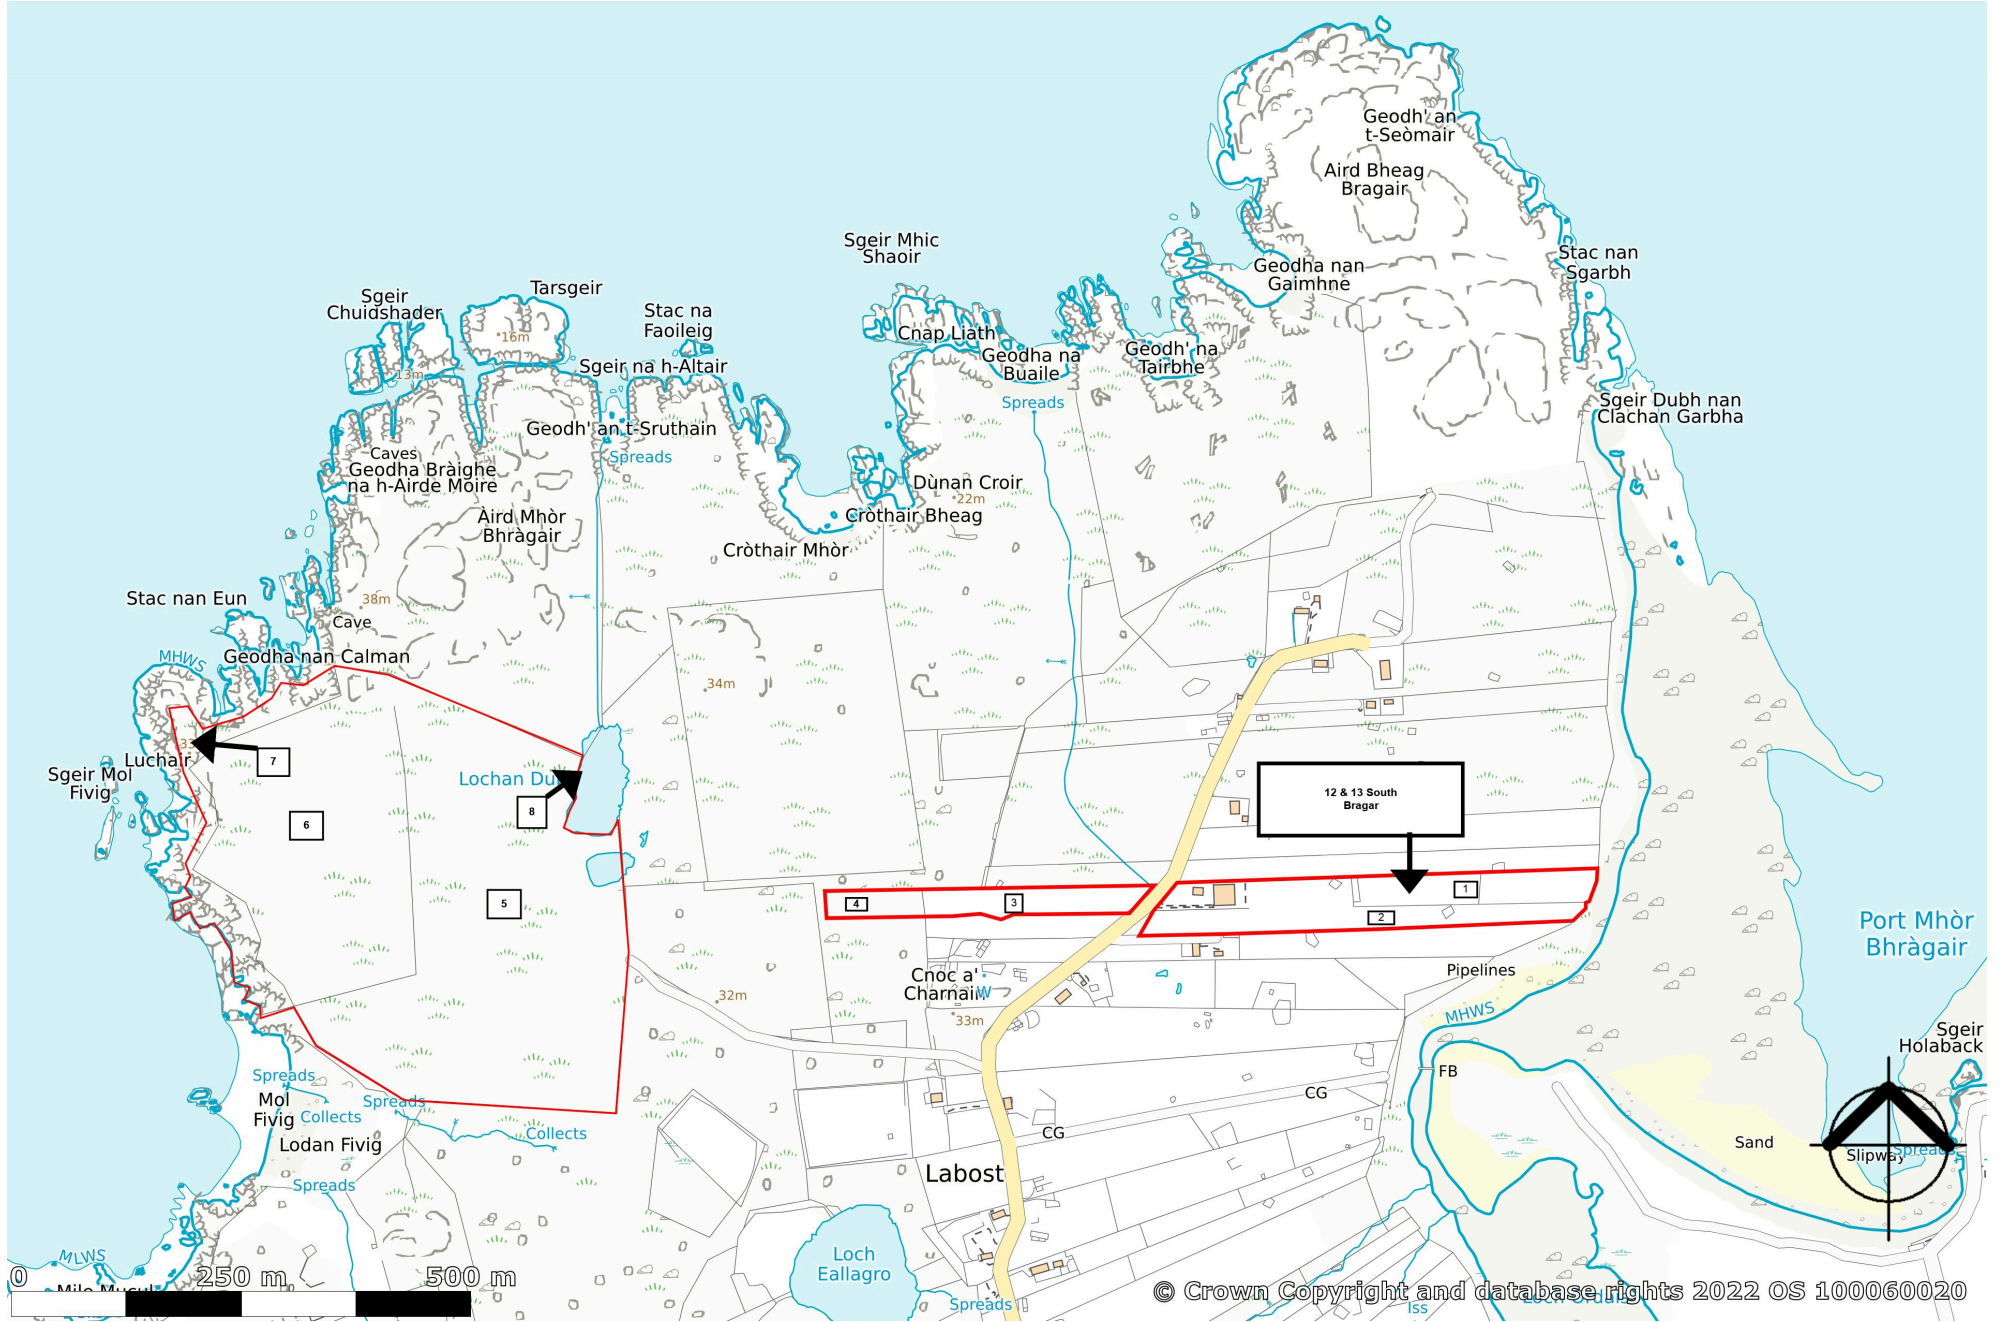 Geodh' an
t-Seòmair
Aird Bheag
Bragair
Sgeir Mhic
Shaoir
Stac nan
Sgarbh
Geodha nan
Gaimhne
Tarsgeir
Sgeir
Chuidshader
Stac na
Faoileig
16m
Cnap Liath
Geodha na
Buaile
Geodh' na
Tairbhe
13m
Sgeir na h-Altair
Spreads
Sgeir Dubh nan
Clachan Garbha
Geodh' an t-Sruthain
Spreads
Caves
Geodha Bràighe
na h-Airde Moire
Dùnan Croir
22m
Cròthair Bheag
Àird Mhòr
Bhràgair
Cròthair Mhòr
Stac nan Eun
38m
Cave
MHWS
Geodha nan Calman
34m
7
Luchair
Sgeir Mol
Fivig
Lochan
8
6
12 & 13 South
Bragar
5
4
3
1
2
Port Mhòr
Bhràgair
Cnoc a'
Charnain
W
Pipelines
32m
33m
MHWS
Sgeir
Holaback
FB
Spreads
Mol
Fivig
Spreads
Collects
CG
Collects
CG
Lodan Fivig
Sand
Slipway
Spreads
Labost
Spreads
MLWS
Loch
Eallagro
0 250 m 500 m
Spreads
Iss
© Crown Copyright and database rights 2022 OS 100060020